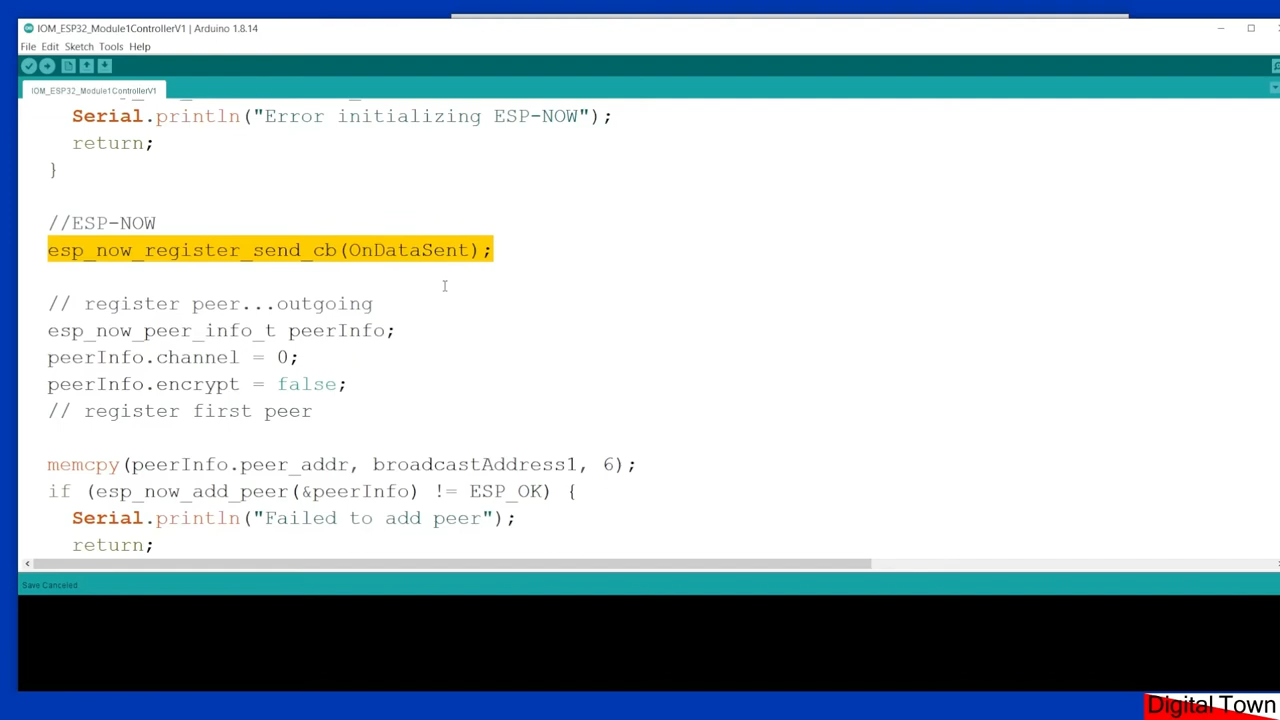 IOM_ESP32_Module1ControllerV1 | Arduino 1.8.14
File Edit Sketch Tools Help
IOM_ESP32_Module1ControllerV1
Serial.println("Error initializing ESP-NOW");
return;
}
//ESP-NOW
esp_now_register_send_cb(OnDataSent);
// register peer...outgoing
esp_now_peer_info_t peerInfo;
peerInfo.channel = 0;
peerInfo.encrypt = false;
// register first peer
memcpy(peerInfo.peer_addr, broadcastAddress1, 6);
if (esp_now_add_peer(&peerInfo) != ESP_OK) {
Serial.println("Failed to add peer");
return;
Save Canceled
Digital Town